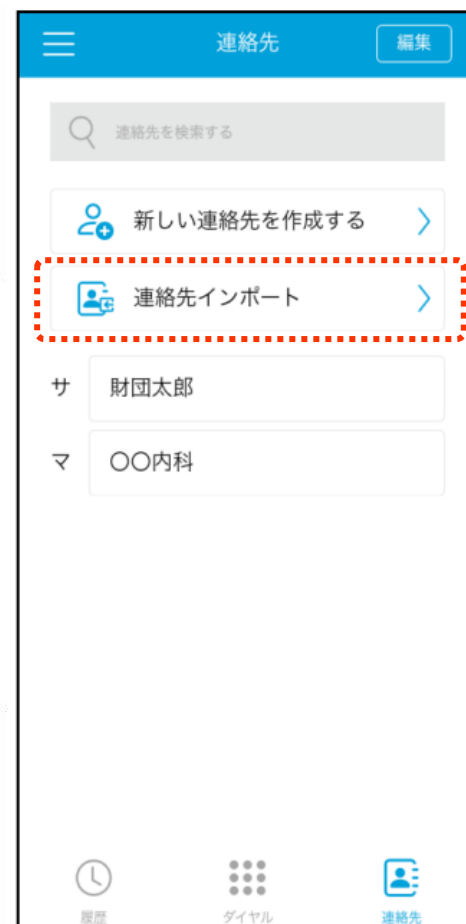 連絡先
編集
連絡先を検索する
新しい連絡先を作成する
連絡先インポート
サ 財団太郎
マ 〇〇内科
履歴 ダイヤル 連絡先